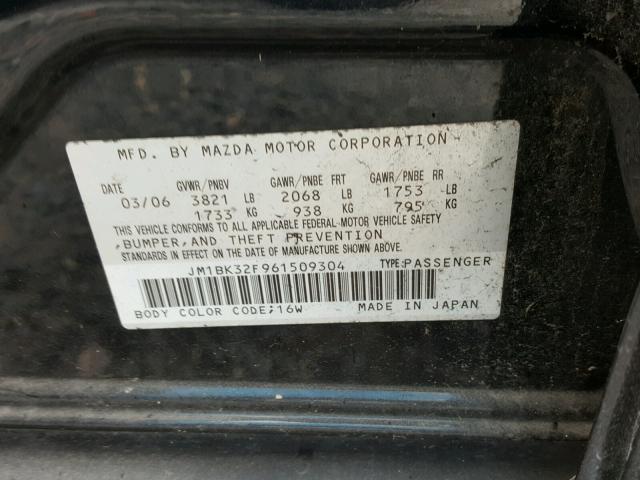 MFD. BY MAZDA MOTOR CORPORATION
DATE GVWR/PNBV GAWR/PNBE FRT GAWR/PNBE RR
03/06 3821 LB 2068 LB 1753 LB
1733 KG 938 KG 795 KG
THIS VEHICLE CONFORMS TO ALL APPLICABLE FEDERAL MOTOR VEHICLE SAFETY
,BUMPER, AND THEFT PREVENTION
STANDARDS IN EFFECT ON THE DATE OF MANUFACTURE SHOWN ABOVE.
JM1BK32F961509304 TYPE:PASSENGER
BODY COLOR CODE:16W MADE IN JAPAN